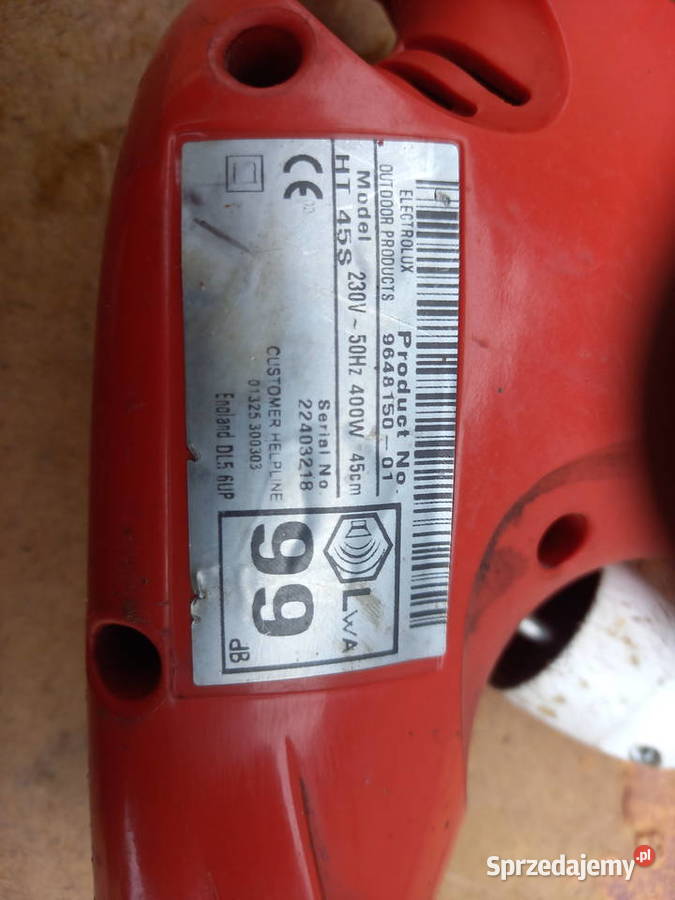 ELECTROLUX
OUTDOOR PRODUCTS
Product No.
9648150-01
Model
HT 45S
230V ~ 50Hz 400W 45cm
Serial No.
22403218
CUSTOMER HELPLINE
01325 300303
England DL5 6UP
CE
LWA
99
dB
Sprzedajemy.pl